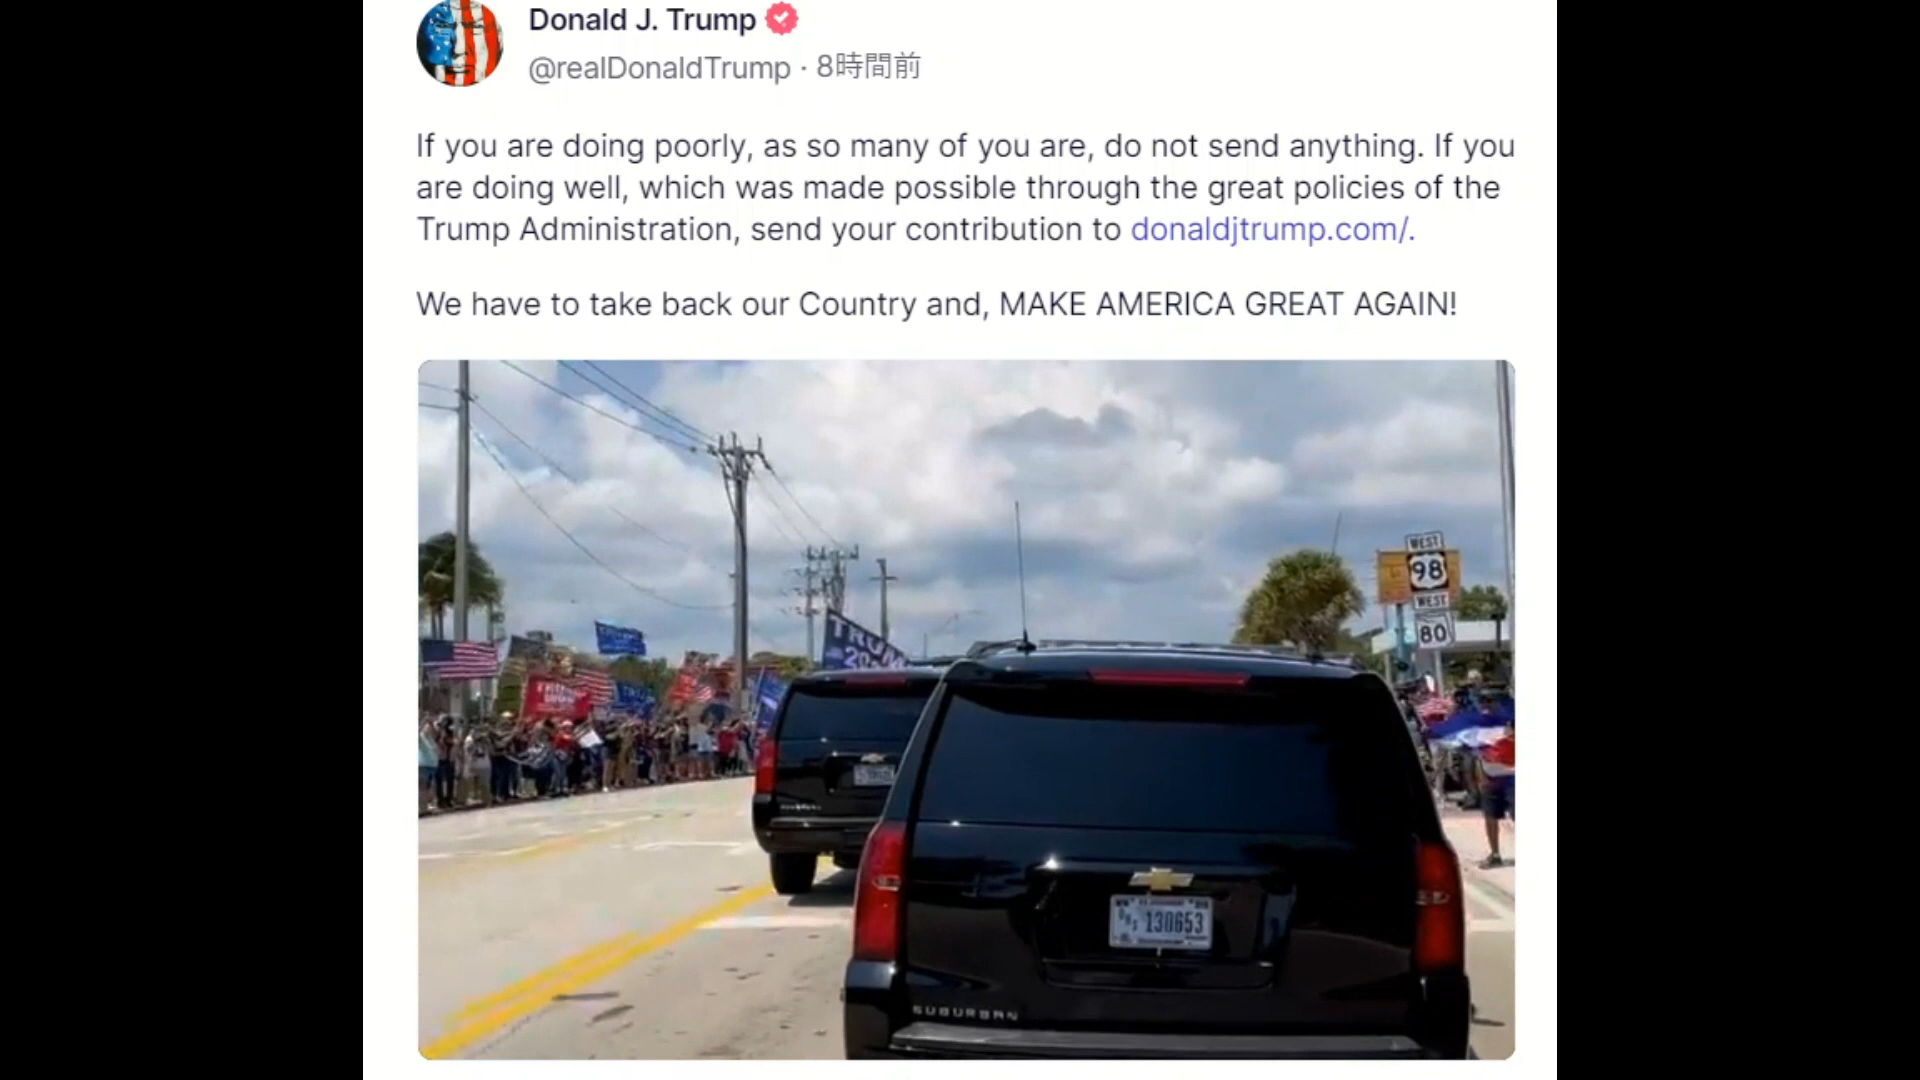 Donald J. Trump
@realDonaldTrump · 8時間前
If you are doing poorly, as so many of you are, do not send anything. If you
are doing well, which was made possible through the great policies of the
Trump Administration, send your contribution to donaldjtrump.com/.
We have to take back our Country and, MAKE AMERICA GREAT AGAIN!
WEST
98
WEST
80
TRUMP
130653
SUBURBAN